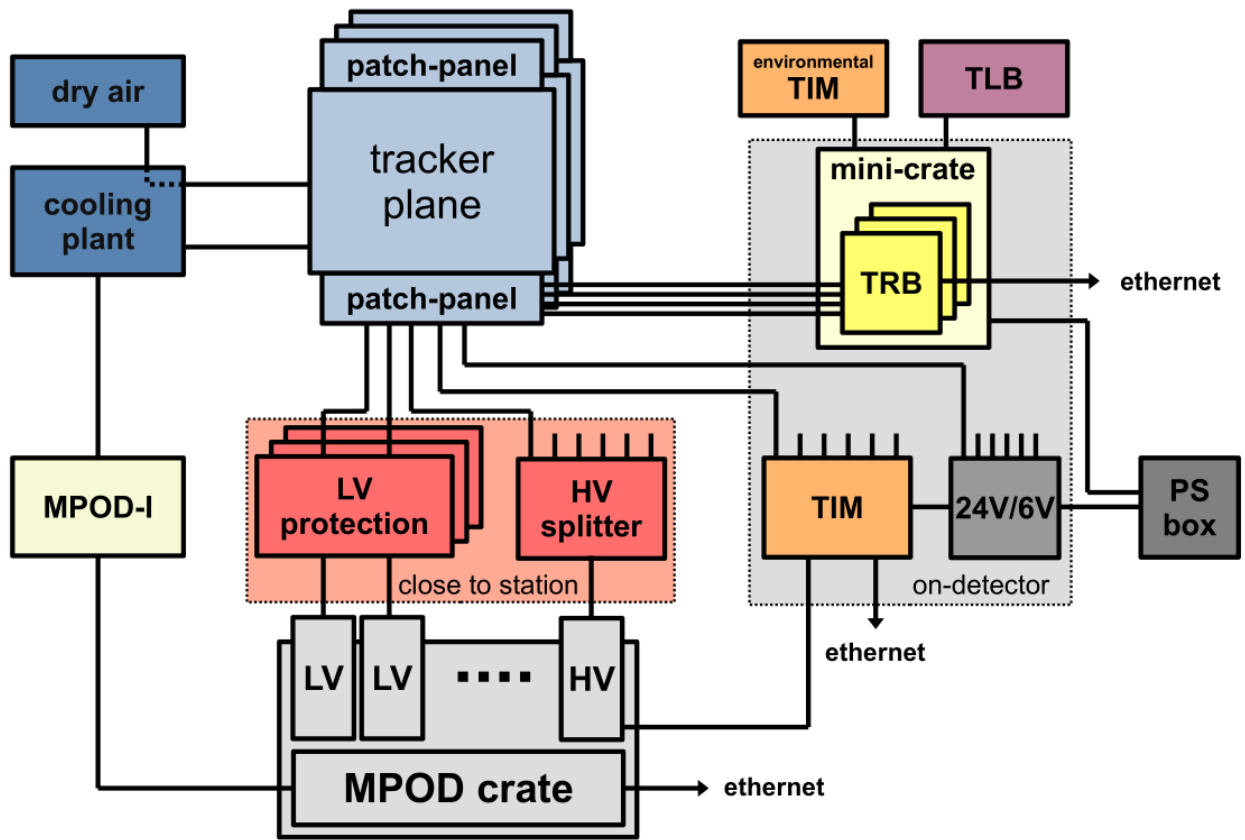 dry air
cooling
plant
patch-panel
tracker
plane
patch-panel
environmental
TIM
TLB
mini-crate
TRB
ethernet
MPOD-I
LV
protection
HV
splitter
close to station
TIM
24V/6V
PS
box
on-detector
ethernet
LV
LV
HV
MPOD crate
ethernet